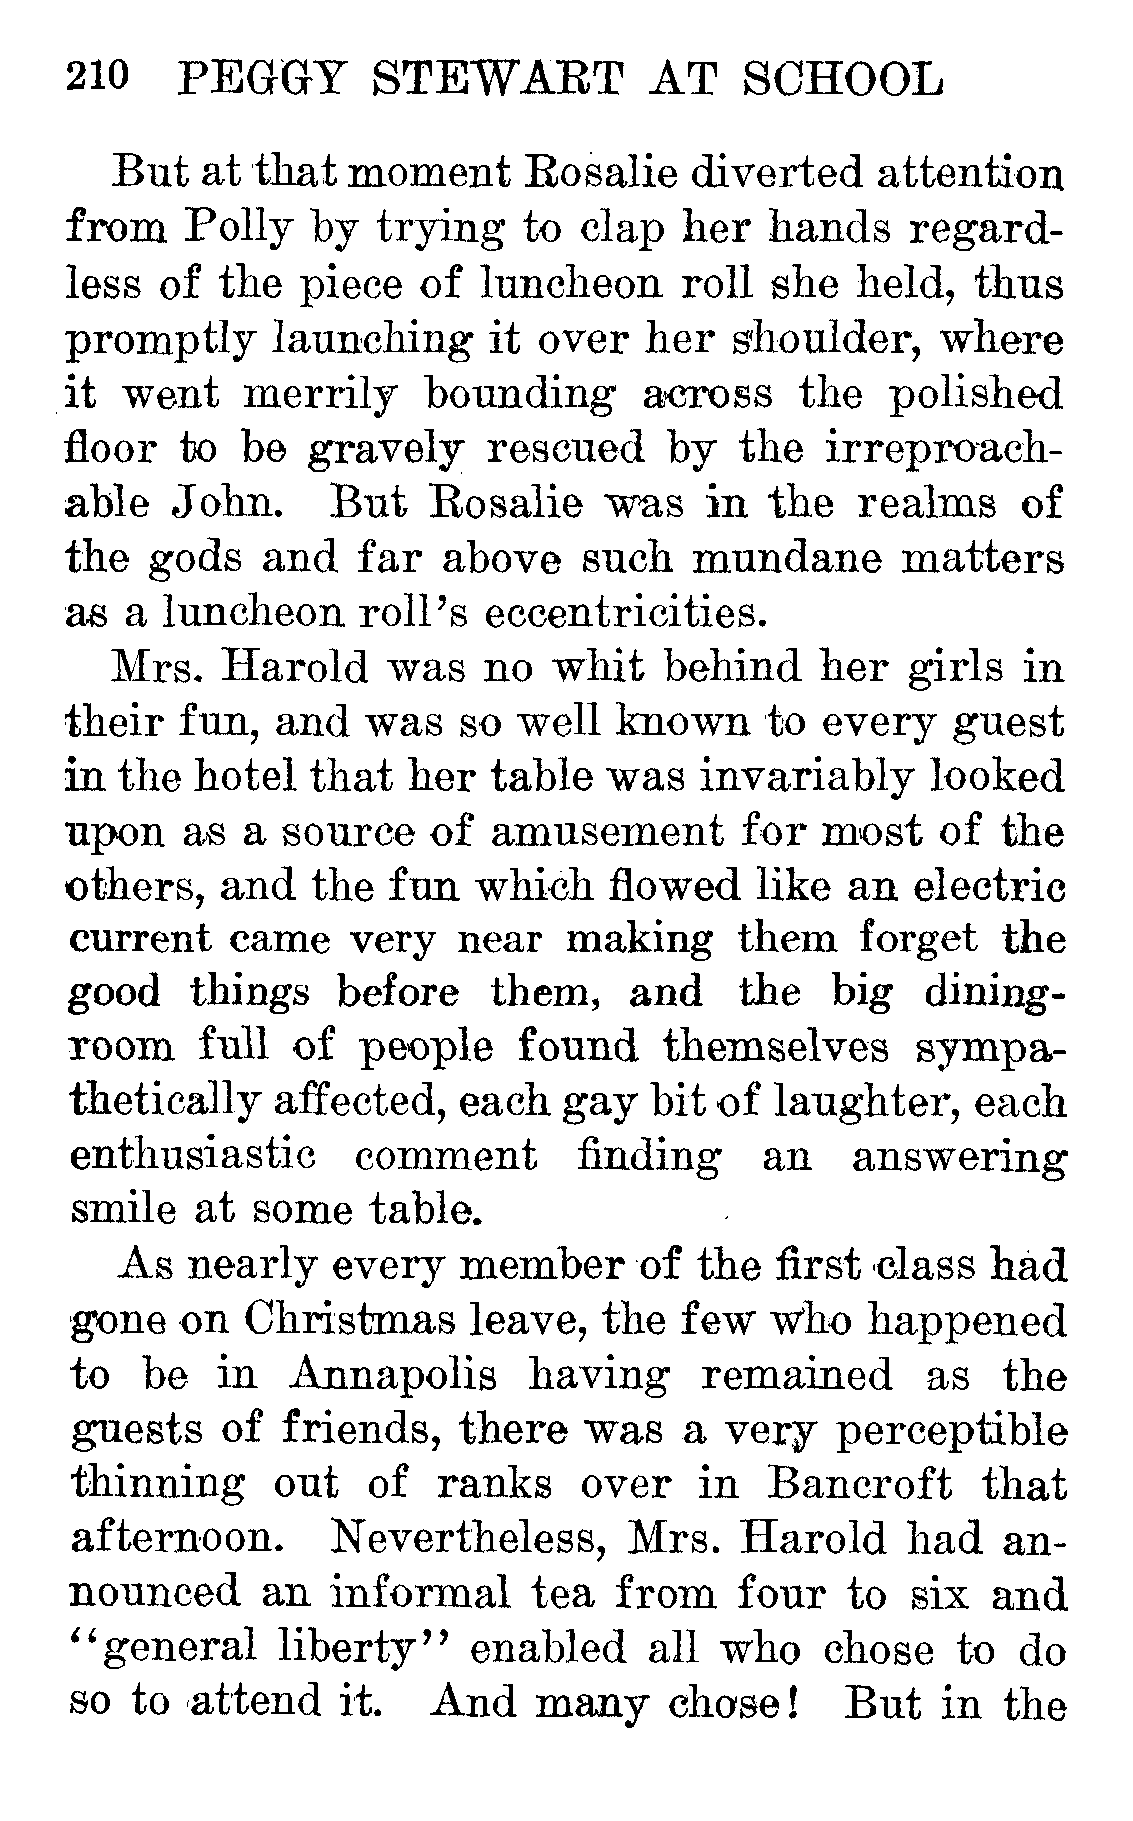 210 PEGGY STEWART AT SCHOOL
But at that moment Rosalie diverted attention
from Polly by trying to clap her hands regard-
less of the piece of luncheon roll she held, thus
promptly launching it over her shoulder, where
it went merrily bounding across the polished
floor to be gravely rescued by the irreproach-
able John. But Rosalie was in the realms of
the gods and far above such mundane matters
as a luncheon roll's eccentricities.
Mrs. Harold was no whit behind her girls in
their fun, and was so well known to every guest
in the hotel that her table was invariably looked
upon as a source of amusement for most of the
others, and the fun which flowed like an electric
current came very near making them forget the
good things before them, and the big dining-
room full of people found themselves sympa-
thetically affected, each gay bit of laughter, each
enthusiastic comment finding an answering
smile at some table.
As nearly every member of the first class had
gone on Christmas leave, the few who happened
to be in Annapolis having remained as the
guests of friends, there was a very perceptible
thinning out of ranks over in Bancroft that
afternoon. Nevertheless, Mrs. Harold had an-
nounced an informal tea from four to six and
"general liberty" enabled all who chose to do
so to attend it. And many chose! But in the